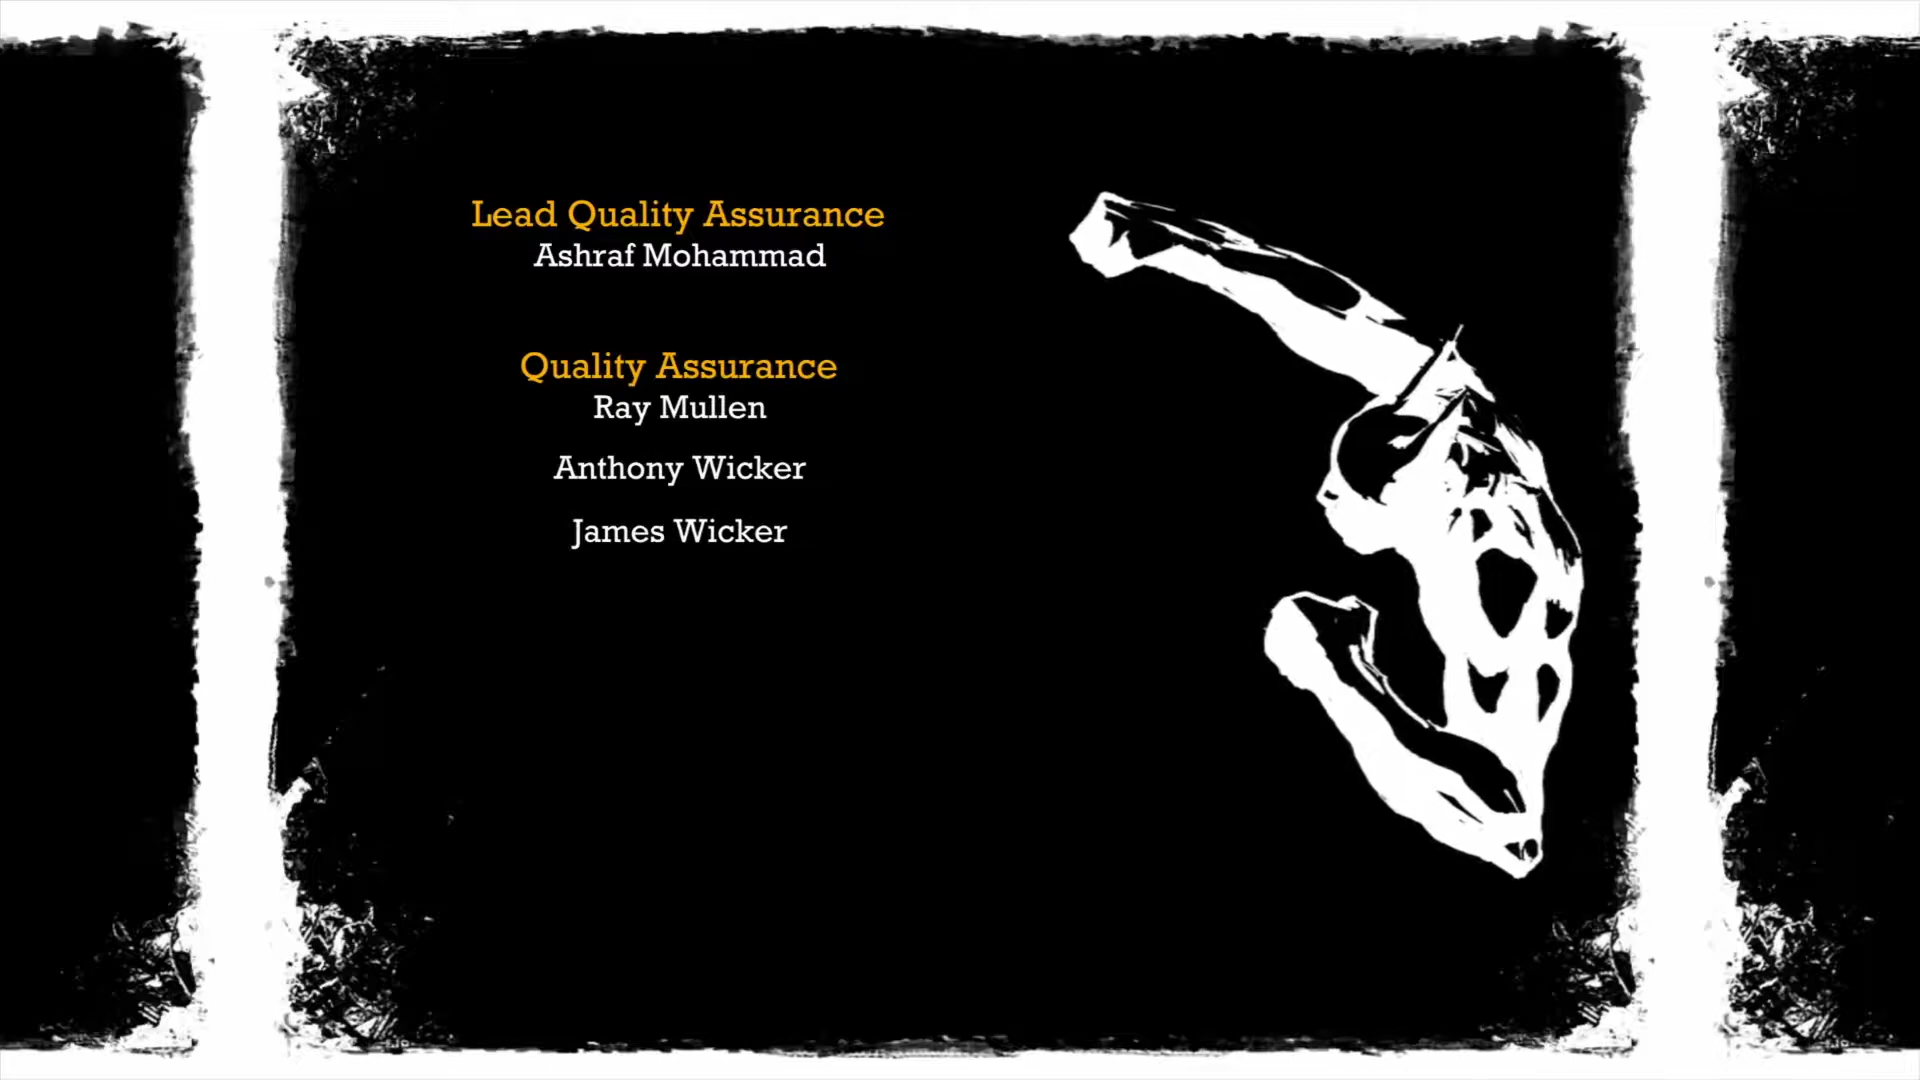 Lead Quality Assurance
Ashraf Mohammad
Quality Assurance
Ray Mullen
Anthony Wicker
James Wicker